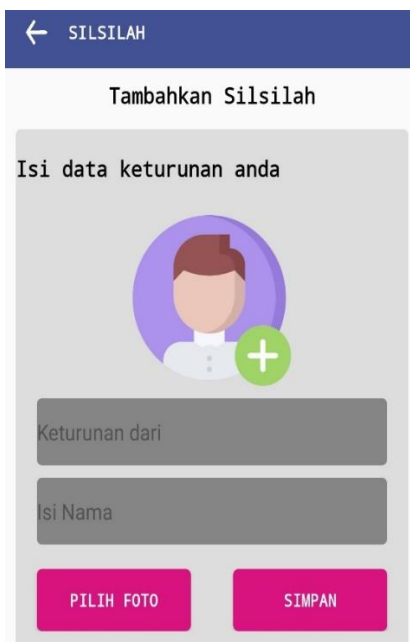 SILSILAH
Tambahkan Silsilah
Isi data keturunan anda
Keturunan dari
Isi Nama
PILIH FOTO
SIMPAN